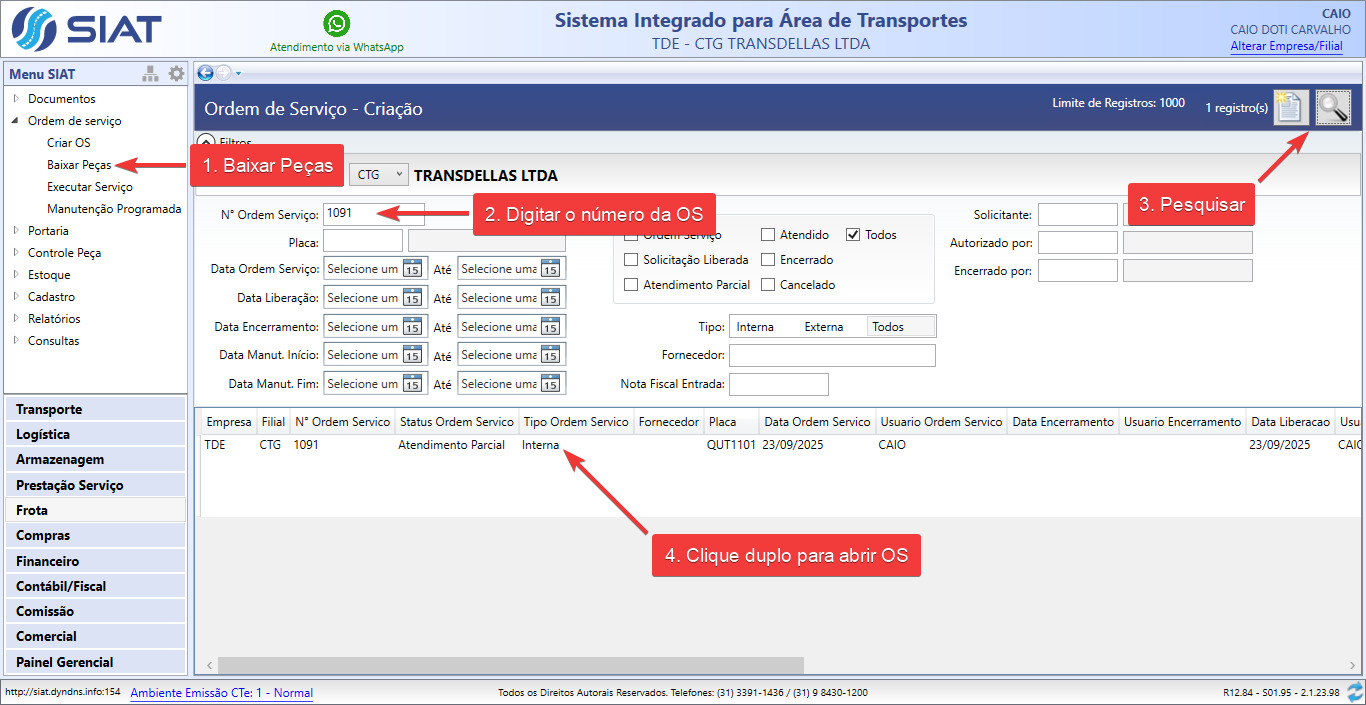 SIAT
Atendimento via WhatsApp
Sistema Integrado para Área de Transportes
TDE - CTG TRANSDELLAS LTDA
CAIO
CAIO DOTI CARVALHO
Alterar Empresa/Filial
Menu SIAT
Documentos
Ordem de serviço
Criar OS
Baixar Peças
Executar Serviço
Manutenção Programada
Portaria
Controle Peça
Estoque
Cadastro
Relatórios
Consultas
Transporte
Logística
Armazenagem
Prestação Serviço
Frota
Compras
Financeiro
Contábil/Fiscal
Comissão
Comercial
Painel Gerencial
Ordem de Serviço - Criação
Limite de Registros: 1000
1 registro(s)
Filtros
1. Baixar Peças
CTG
TRANSDELLAS LTDA
N° Ordem Serviço: 1091
2. Digitar o número da OS
3. Pesquisar
Placa:
Data Ordem Serviço: Selecione um 15 Até Selecione uma 15
Data Liberação: Selecione um 15 Até Selecione uma 15
Data Encerramento: Selecione um 15 Até Selecione uma 15
Data Manut. Início: Selecione um 15 Até Selecione uma 15
Data Manut. Fim: Selecione um 15 Até Selecione uma 15
Ordem Serviço Atendido Todos
Solicitação Liberada Encerrado
Atendimento Parcial Cancelado
Tipo: Interna Externa Todos
Fornecedor:
Nota Fiscal Entrada:
Solicitante:
Autorizado por:
Encerrado por:
Empresa Filial N° Ordem Servico Status Ordem Servico Tipo Ordem Servico Fornecedor Placa Data Ordem Servico Usuario Ordem Servico Data Encerramento Usuario Encerramento Data Liberacao Usu
TDE CTG 1091 Atendimento Parcial Interna QUT1101 23/09/2025 CAIO 23/09/2025 CAIO
4. Clique duplo para abrir OS
http://siat.dyndns.info:154 Ambiente Emissão CTe: 1 - Normal Todos os Direitos Autorais Reservados. Telefones: (31) 3391-1436 / (31) 9 8430-1200 R12.84 - S01.95 - 2.1.23.98